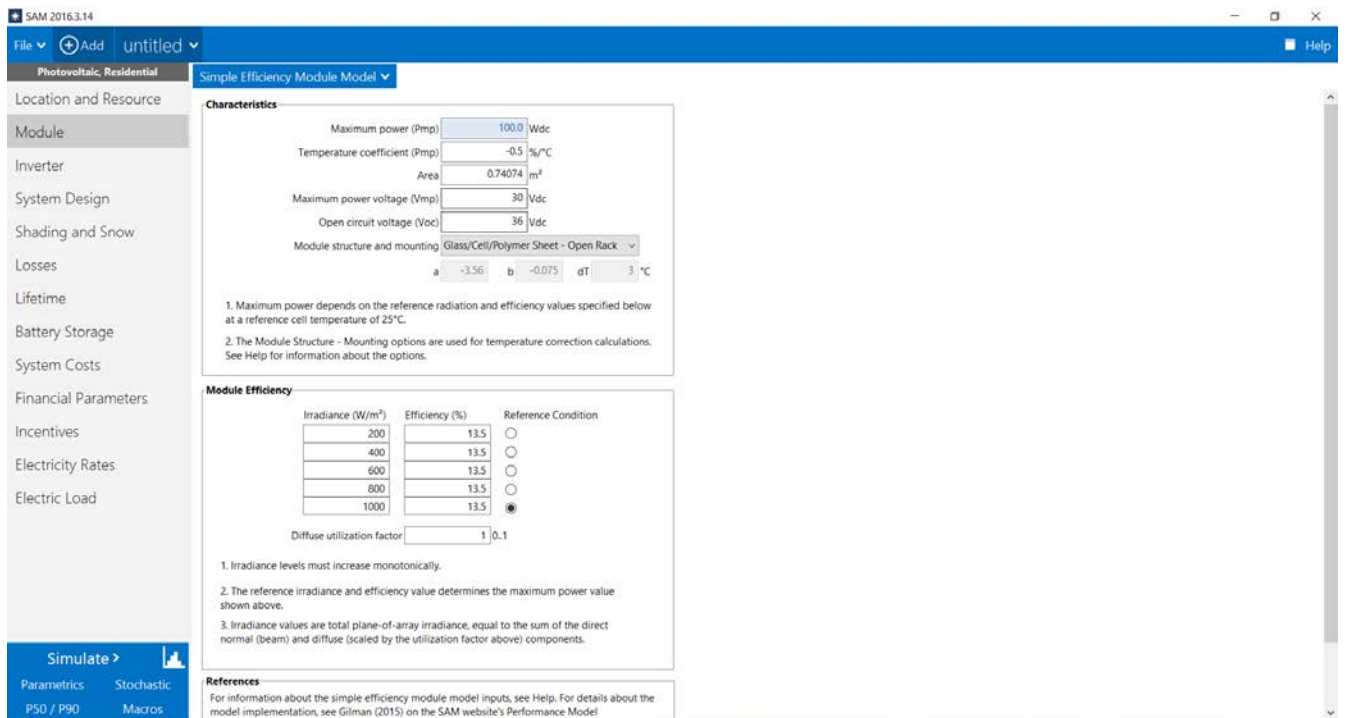 SAM 2016.3.14
File Add untitled Help
Photovoltaic, Residential
Location and Resource
Module
Inverter
System Design
Shading and Snow
Losses
Lifetime
Battery Storage
System Costs
Financial Parameters
Incentives
Electricity Rates
Electric Load
Simulate >
Parametrics Stochastic
P50 / P90 Macros
Simple Efficiency Module Model
Characteristics
Maximum power (Pmp) 100.0 Wdc
Temperature coefficient (Pmp) -0.5 %/°C
Area 0.74074 m²
Maximum power voltage (Vmp) 30 Vdc
Open circuit voltage (Voc) 36 Vdc
Module structure and mounting Glass/Cell/Polymer Sheet - Open Rack
a -3.56 b -0.075 dT 3 °C
1. Maximum power depends on the reference radiation and efficiency values specified below
at a reference cell temperature of 25°C.
2. The Module Structure - Mounting options are used for temperature correction calculations.
See Help for information about the options.
Module Efficiency
Irradiance (W/m²) Efficiency (%) Reference Condition
200 13.5
400 13.5
600 13.5
800 13.5
1000 13.5
Diffuse utilization factor 1 0..1
1. Irradiance levels must increase monotonically.
2. The reference irradiance and efficiency value determines the maximum power value
shown above.
3. Irradiance values are total plane-of-array irradiance, equal to the sum of the direct
normal (beam) and diffuse (scaled by the utilization factor above) components.
References
For information about the simple efficiency module model inputs, see Help. For details about the
model implementation, see Gilman (2015) on the SAM website's Performance Model